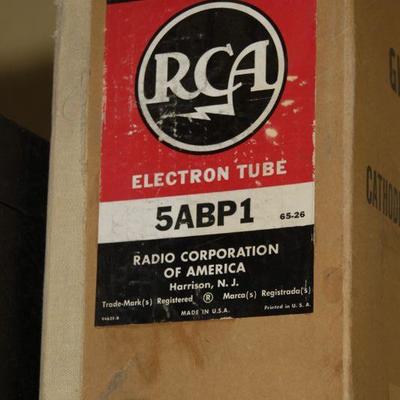 RCA
ELECTRON TUBE
5ABP1 65-26
RADIO CORPORATION
OF AMERICA
Harrison, N. J.
Trade-Mark(s) Registered ® Marca(s) Registrada(s)
MADE IN U.S.A. Printed in U. S. A.